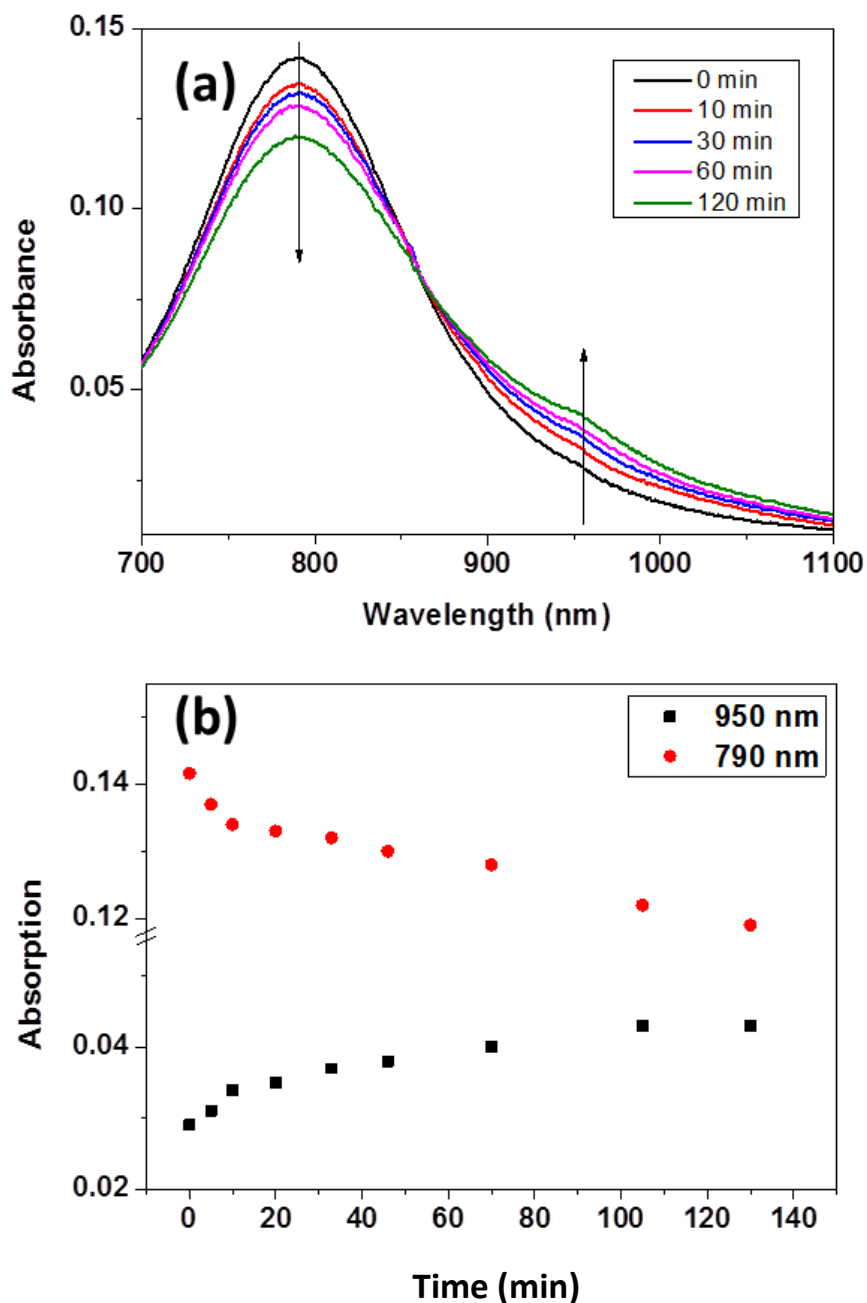 0.15
(a)
0 min
10 min
30 min
60 min
120 min
0.10
0.05
Absorbance
700 800 900 1000 1100
Wavelength (nm)
(b)
950 nm
790 nm
0.14
0.12
0.04
0.02
Absorption
0 20 40 60 80 100 120 140
Time (min)